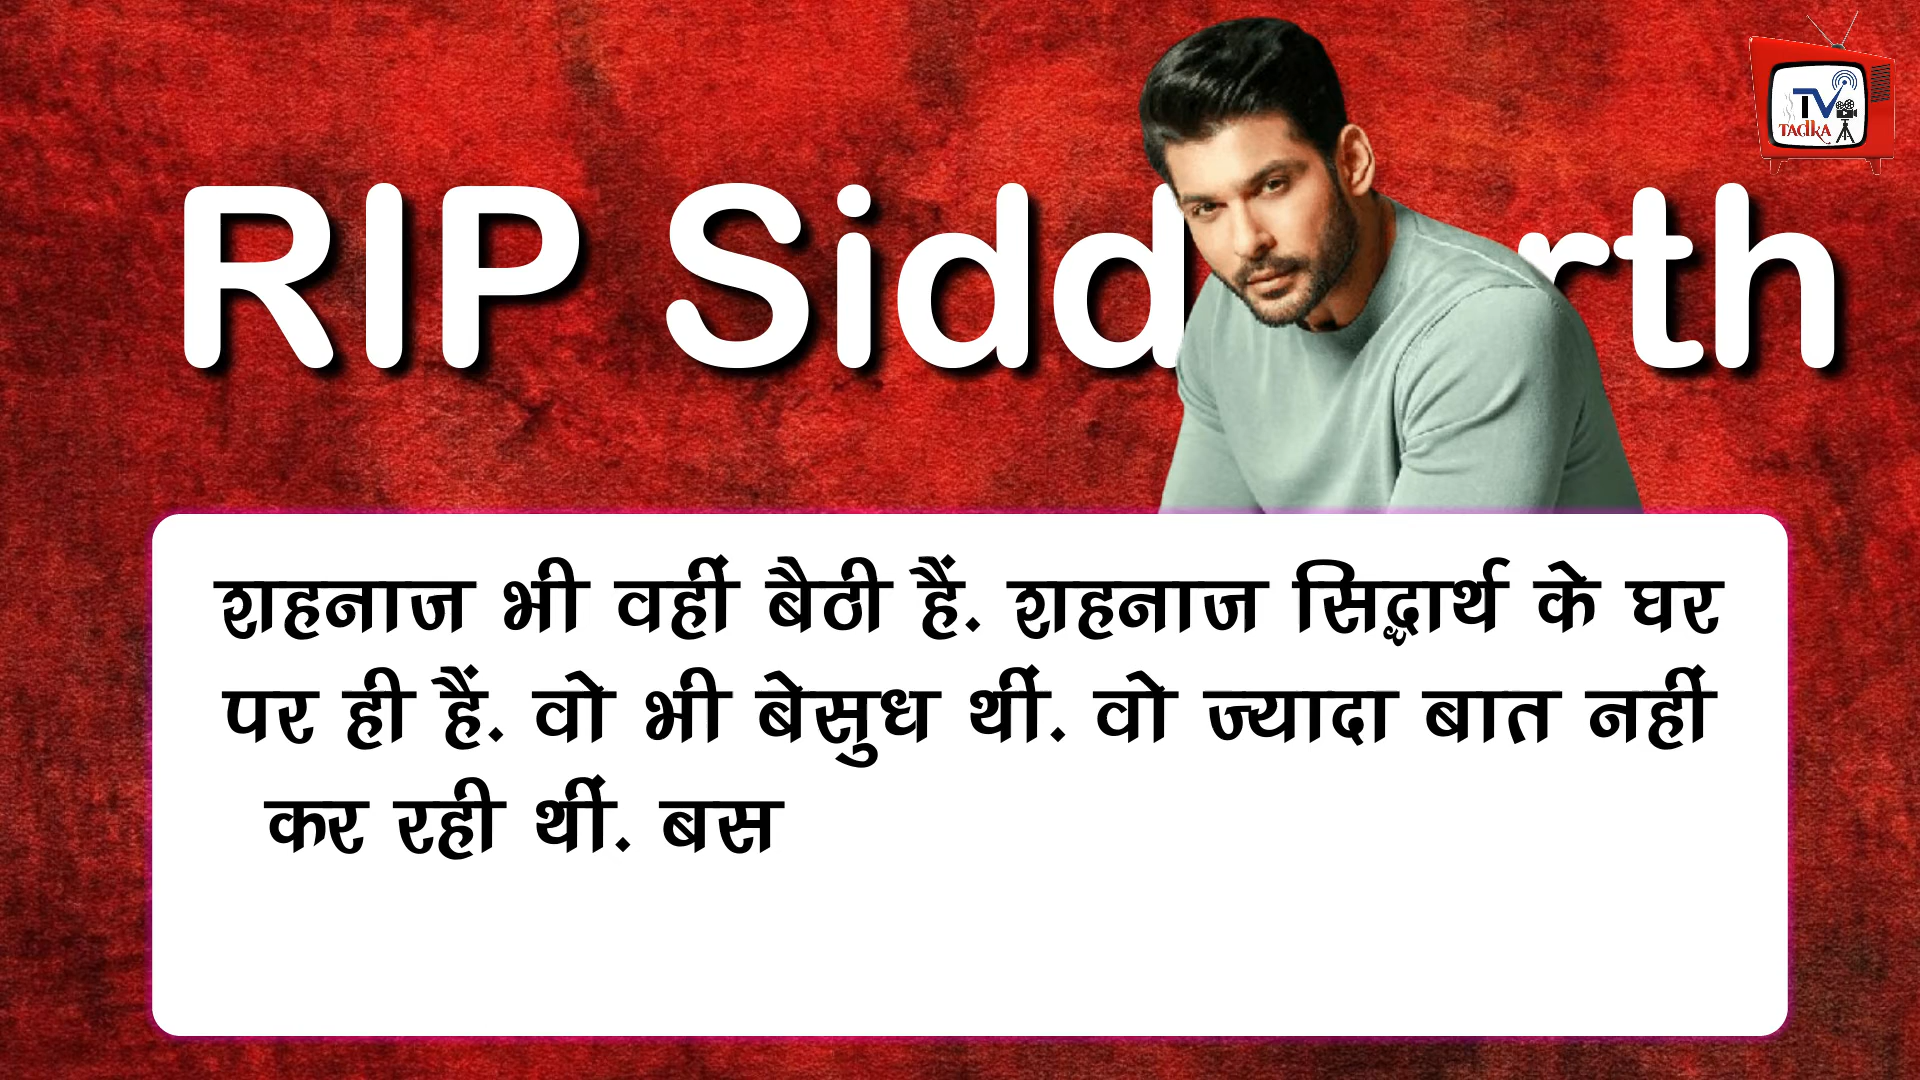 TV
TADKA
RIP Sidd rth
शहनाज भी वहीं बैठी हैं. शहनाज सिद्धार्थ के घर
पर ही हैं. वो भी बेसुध थीं. वो ज्यादा बात नहीं
कर रही थीं. बस